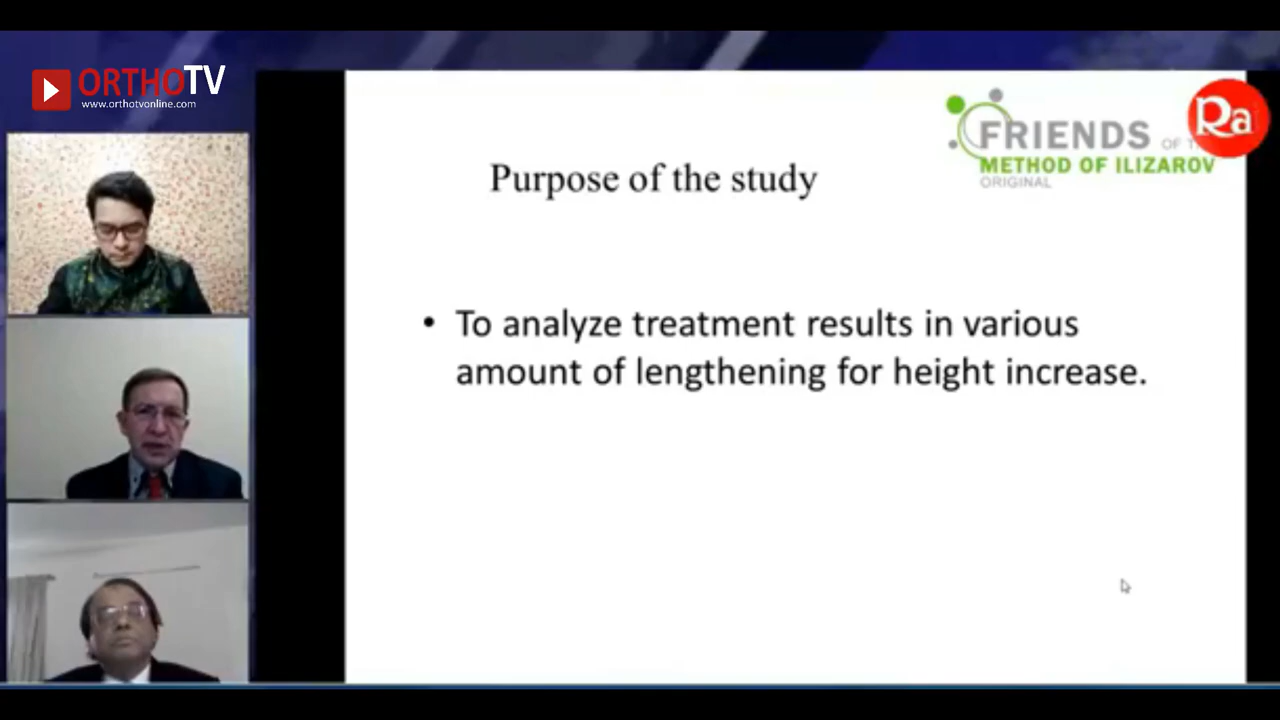 ORTHOTV
www.orthotvonline.com
FRIENDS OF
METHOD OF ILIZAROV
ORIGINAL
Ra
Purpose of the study
• To analyze treatment results in various
amount of lengthening for height increase.